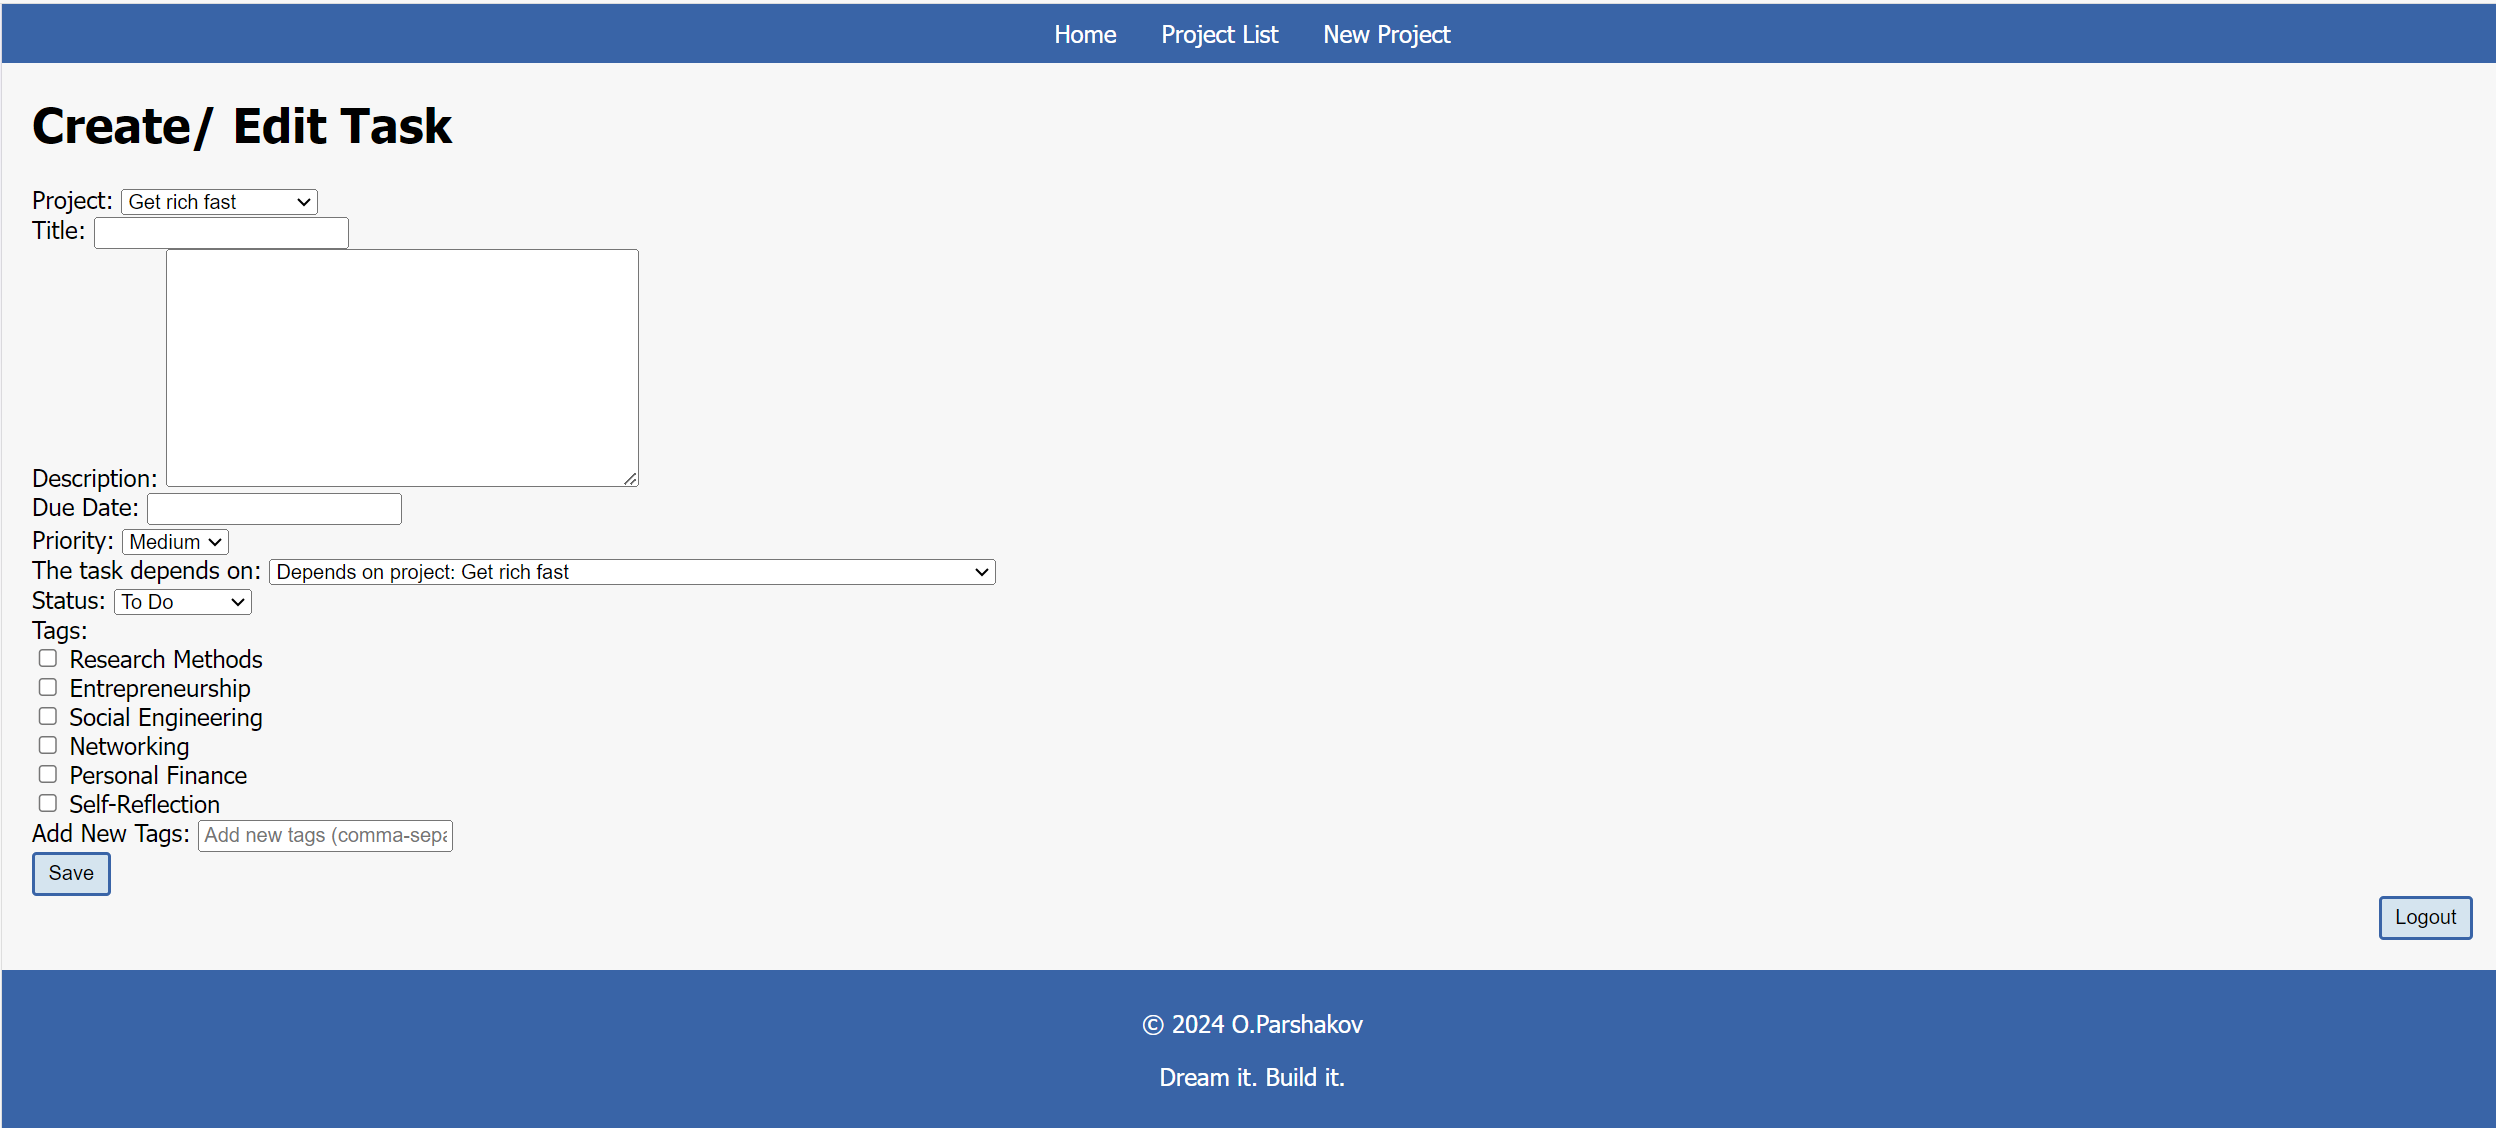 Home Project List New Project
Create/ Edit Task
Project: Get rich fast
Title:
Description:
Due Date:
Priority: Medium
The task depends on: Depends on project: Get rich fast
Status: To Do
Tags:
Research Methods
Entrepreneurship
Social Engineering
Networking
Personal Finance
Self-Reflection
Add New Tags: Add new tags (comma-sepa
Save
Logout
© 2024 O.Parshakov
Dream it. Build it.